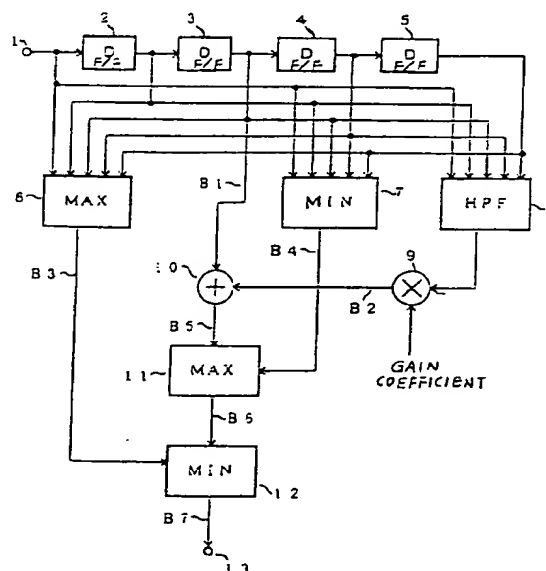 2 3 4 5
1
D F/F D F/F D F/F D F/F
B1
6 MAX MIN 7 HPF
B4
10 9
B3 + B2 ×
B5
GAIN
COEFFICIENT
11 MAX
B6
MIN
12
B7
13